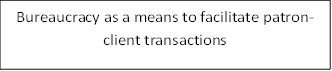 Bureaucracy as a means to facilitate patron-
client transactions